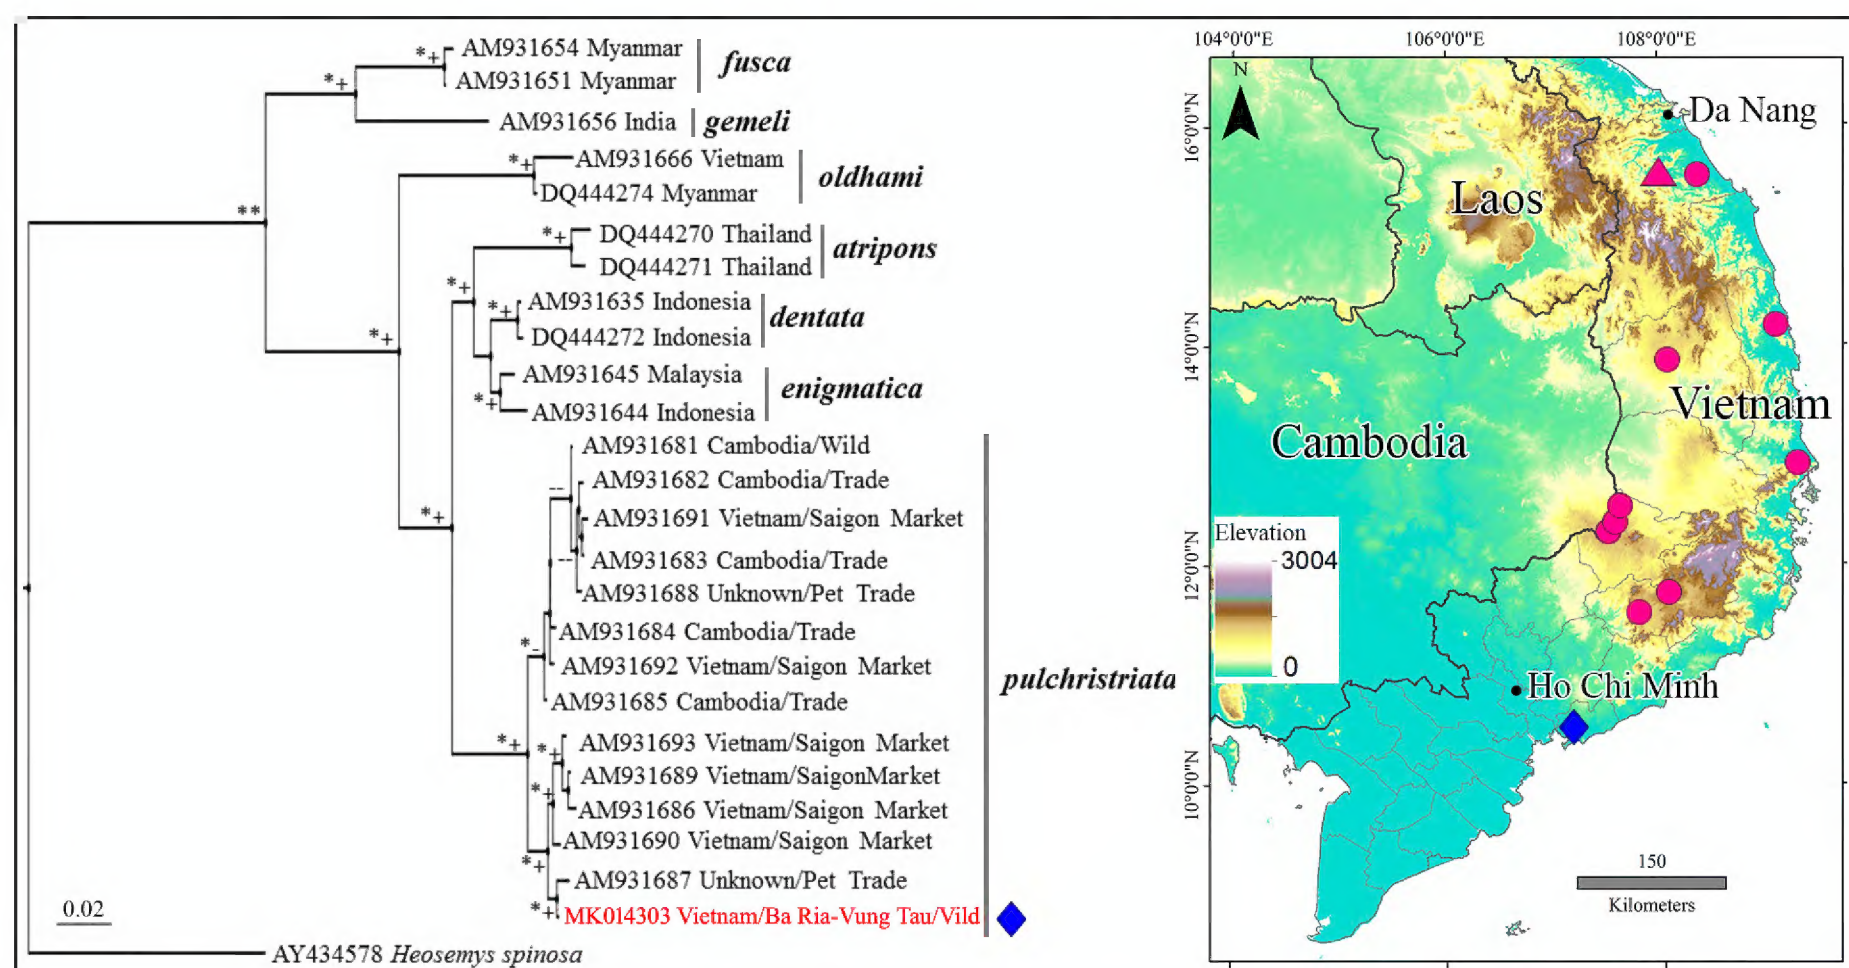 AM931654 Myanmar
fusca
AM931651 Myanmar
AM931656 India
gemeli
AM931666 Vietnam
oldhami
DQ444274 Myanmar
DQ444270 Thailand
atripons
DQ444271 Thailand
AM931635 Indonesia
dentata
DQ444272 Indonesia
AM931645 Malaysia
enigmatica
AM931644 Indonesia
AM931681 Cambodia/Wild
AM931682 Cambodia/Trade
AM931691 Vietnam/Saigon Market
AM931683 Cambodia/Trade
AM931688 Unknown/Pet Trade
AM931684 Cambodia/Trade
AM931692 Vietnam/Saigon Market
pulchristriata
AM931685 Cambodia/Trade
AM931693 Vietnam/Saigon Market
AM931689 Vietnam/SaigonMarket
AM931686 Vietnam/Saigon Market
AM931690 Vietnam/Saigon Market
AM931687 Unknown/Pet Trade
MK014303 Vietnam/Ba Ria-Vung Tau/Vild
AY434578 Heosemys spinosa
0.02
**
*+
*+
*+
*+
*+
*+
*+
*+
*+
*+
--
--
*-
*+
*+
*+
*+
*+
104°0'0"E
106°0'0"E
108°0'0"E
N
16°0'0"N
14°0'0"N
12°0'0"N
10°0'0"N
Da Nang
Laos
Vietnam
Cambodia
Elevation
3004
0
Ho Chi Minh
150
Kilometers